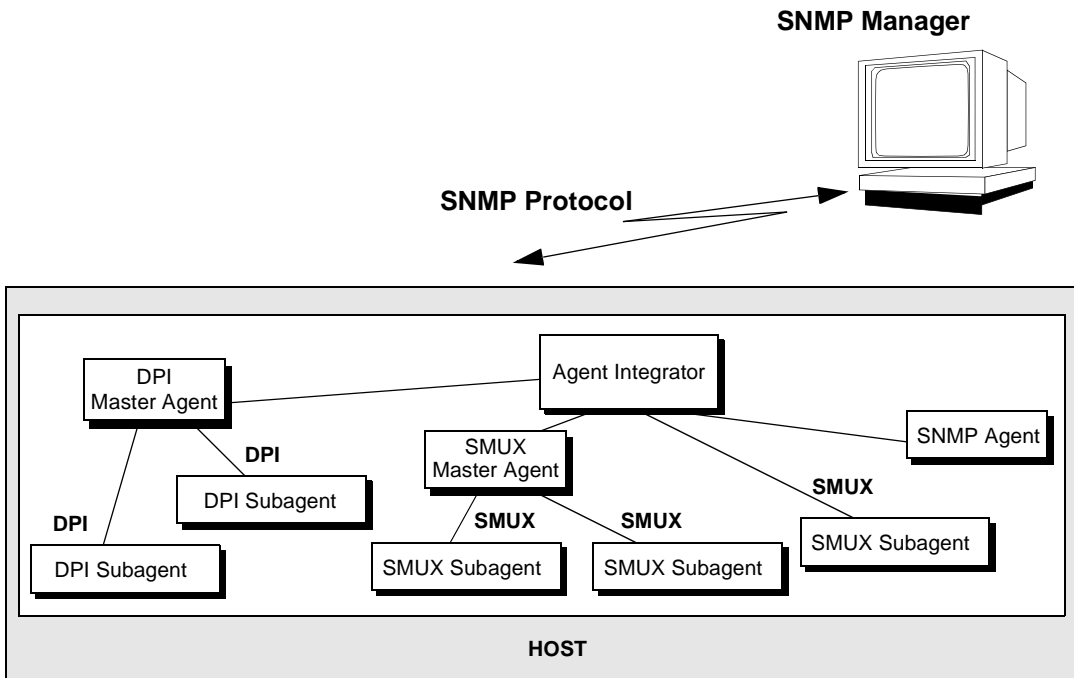 SNMP Manager
SNMP Protocol
DPI
Master Agent
Agent Integrator
SNMP Agent
SMUX
Master Agent
DPI
DPI Subagent
SMUX
DPI
SMUX
SMUX
SMUX Subagent
DPI Subagent
SMUX Subagent
SMUX Subagent
HOST